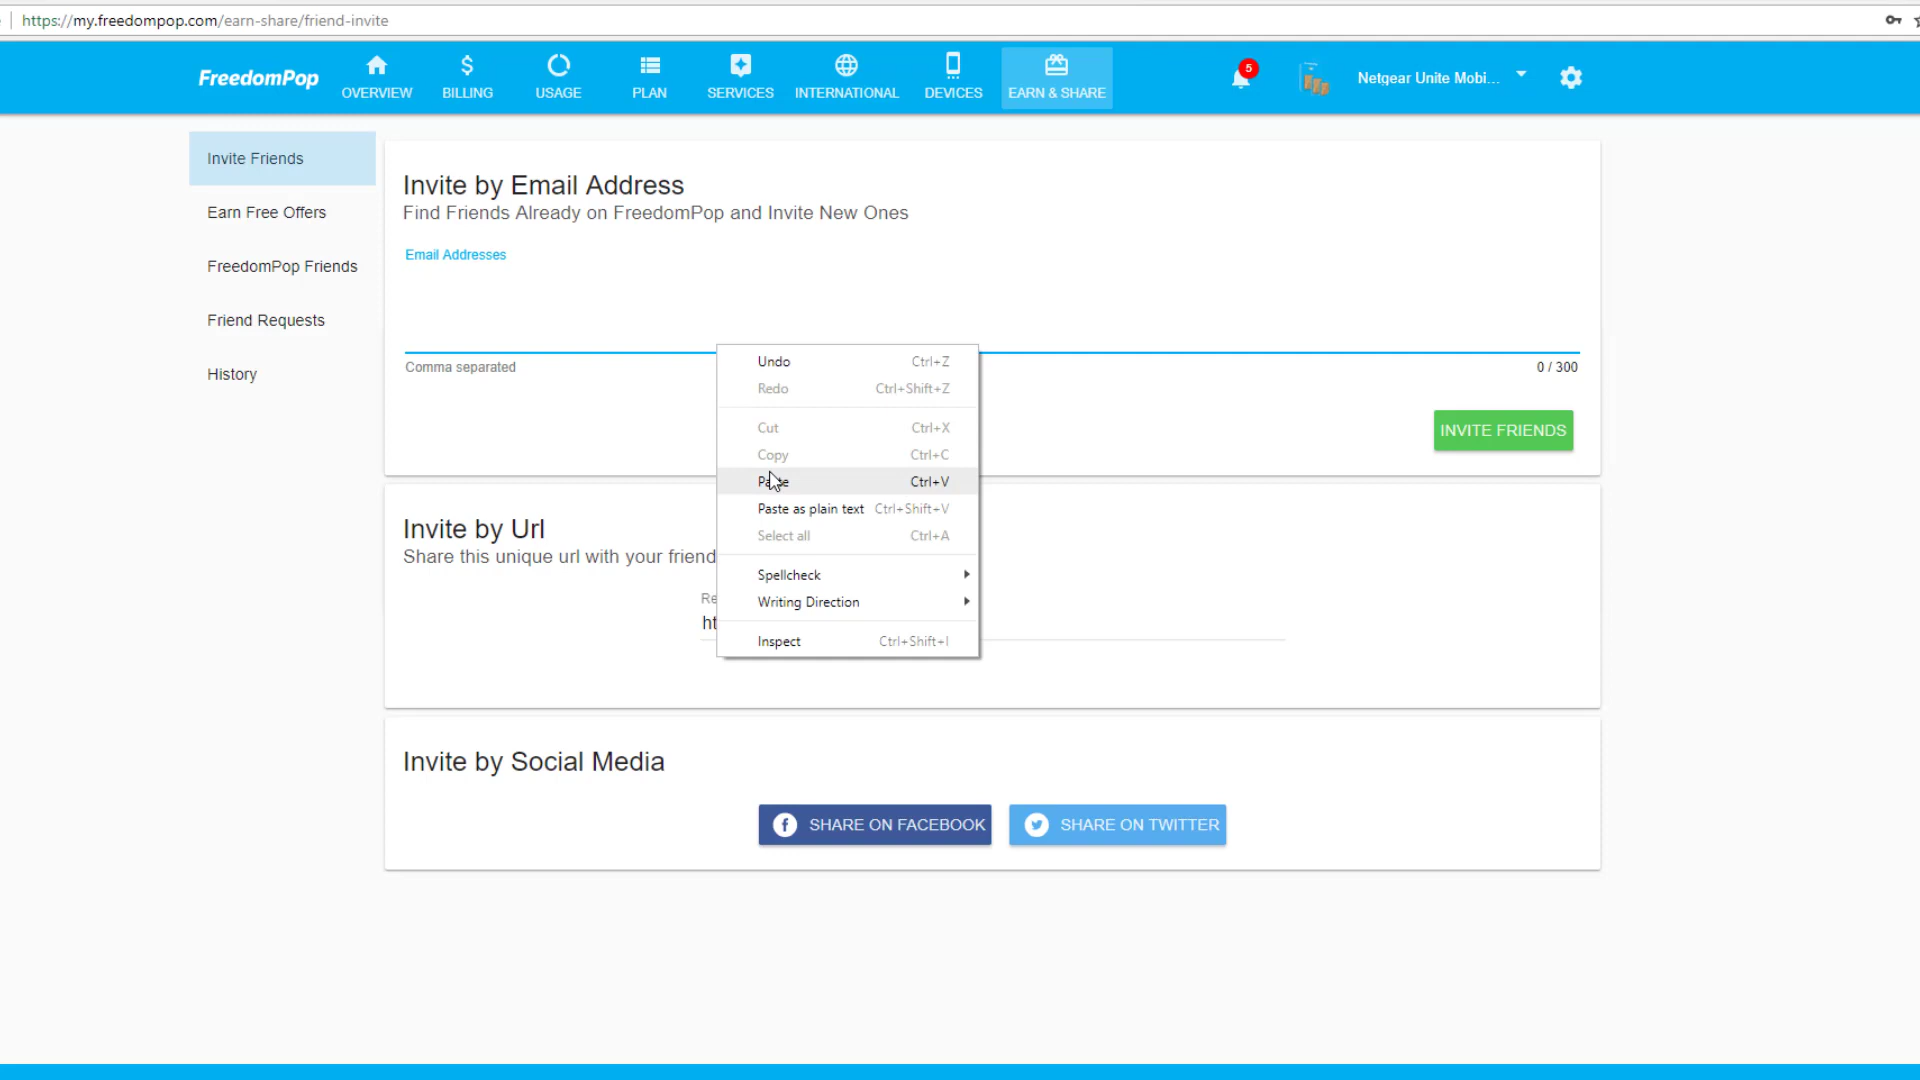 https://my.freedompop.com/earn-share/friend-invite
FreedomPop
OVERVIEW
BILLING
USAGE
PLAN
SERVICES
INTERNATIONAL
DEVICES
EARN & SHARE
5
Netgear Unite Mobi...
Invite Friends
Earn Free Offers
FreedomPop Friends
Friend Requests
History
Invite by Email Address
Find Friends Already on FreedomPop and Invite New Ones
Email Addresses
Comma separated
0 / 300
INVITE FRIENDS
Undo Ctrl+Z
Redo Ctrl+Shift+Z
Cut Ctrl+X
Copy Ctrl+C
Paste Ctrl+V
Paste as plain text Ctrl+Shift+V
Select all Ctrl+A
Spellcheck
Writing Direction
Inspect Ctrl+Shift+I
Invite by Url
Share this unique url with your friend
Re
ht
Invite by Social Media
SHARE ON FACEBOOK
SHARE ON TWITTER